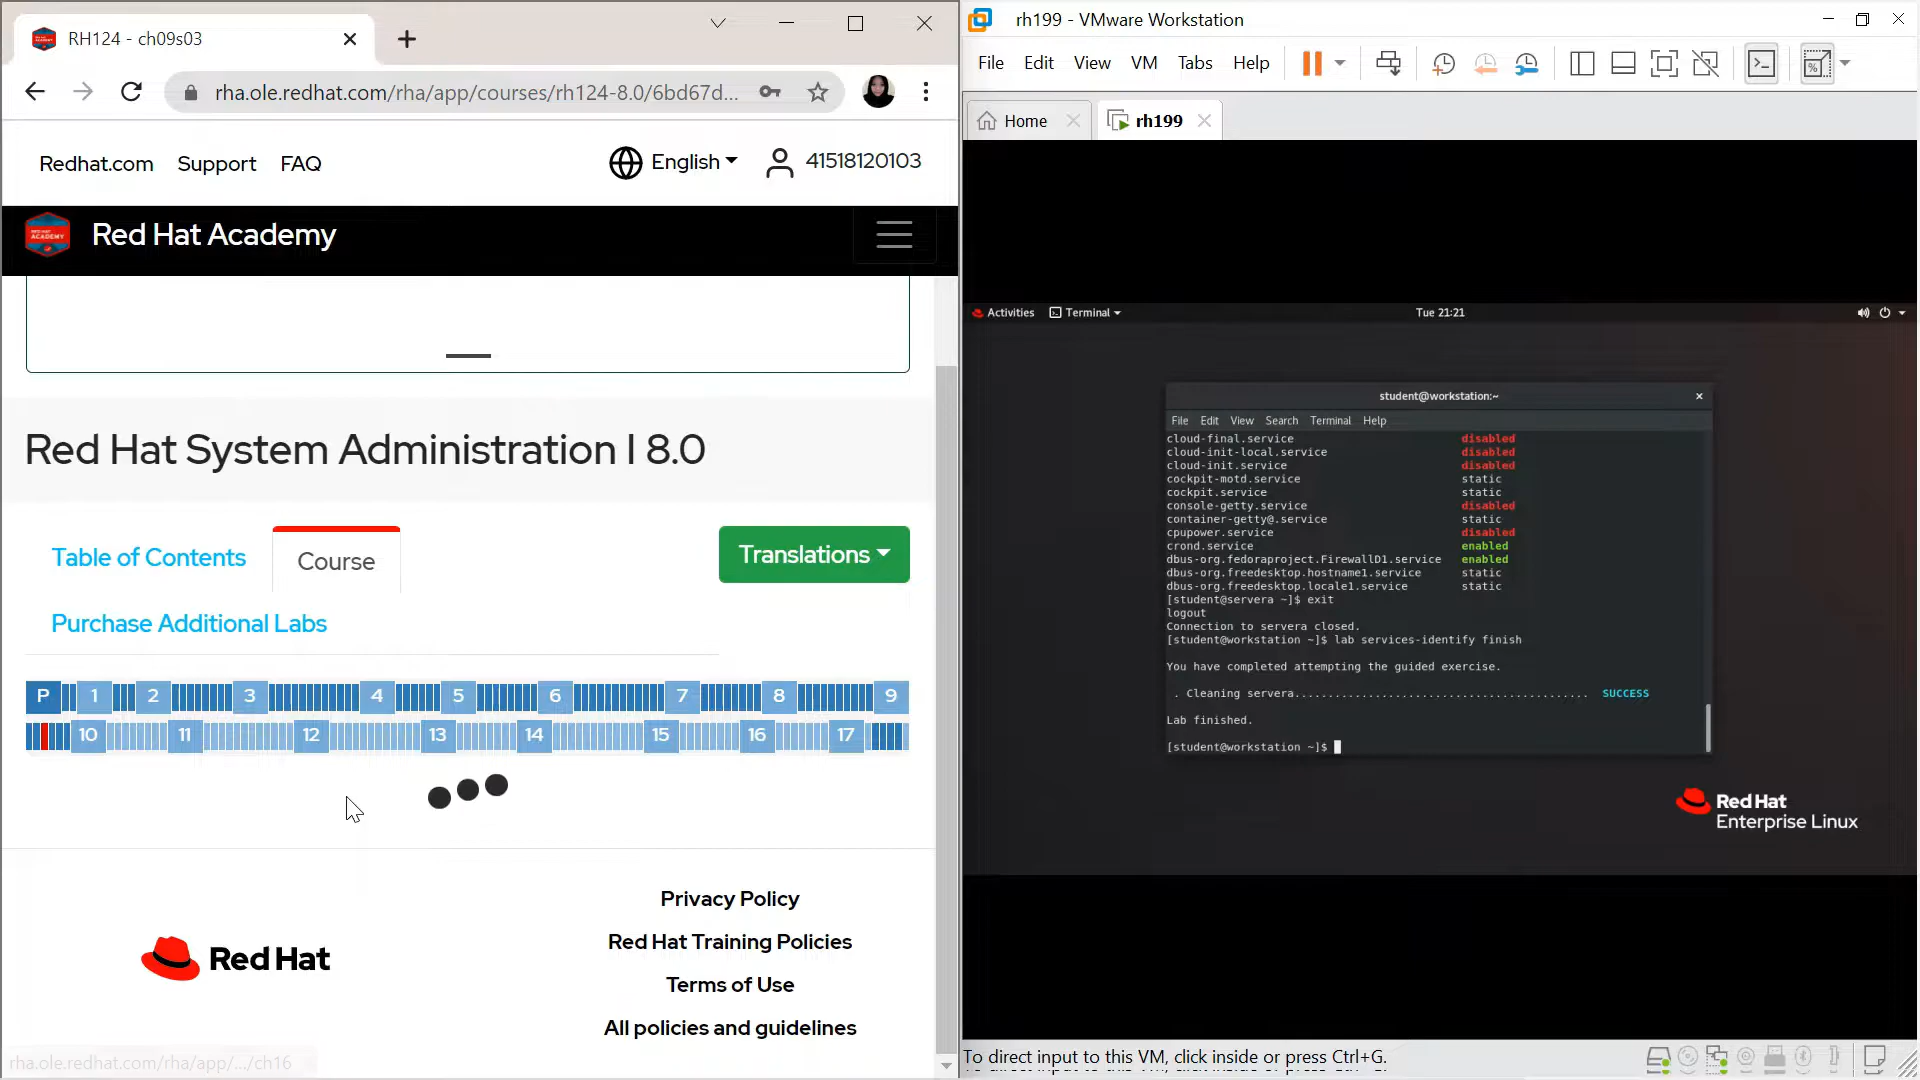 RH124 - ch09s03
rha.ole.redhat.com/rha/app/courses/rh124-8.0/6bd67d...
Redhat.com Support FAQ English 41518120103
RED HAT ACADEMY
Red Hat Academy
Red Hat System Administration I 8.0
Table of Contents Course Translations
Purchase Additional Labs
P 1 2 3 4 5 6 7 8 9
10 11 12 13 14 15 16 17
Privacy Policy
Red Hat Training Policies
Terms of Use
All policies and guidelines
Red Hat
rha.ole.redhat.com/rha/app/.../ch16
rh199 - VMware Workstation
File Edit View VM Tabs Help
Home rh199
Activities Terminal Tue 21:21
student@workstation:~
File Edit View Search Terminal Help
cloud-final.service disabled
cloud-init-local.service disabled
cloud-init.service disabled
cockpit-motd.service static
cockpit.service static
console-getty.service disabled
container-getty@.service static
cpupower.service disabled
crond.service enabled
dbus-org.fedoraproject.FirewallD1.service enabled
dbus-org.freedesktop.hostname1.service static
dbus-org.freedesktop.locale1.service static
[student@servera ~]$ exit
logout
Connection to servera closed.
[student@workstation ~]$ lab services-identify finish
You have completed attempting the guided exercise.
. Cleaning servera............................................ SUCCESS
Lab finished.
[student@workstation ~]$
Red Hat
Enterprise Linux
To direct input to this VM, click inside or press Ctrl+G.